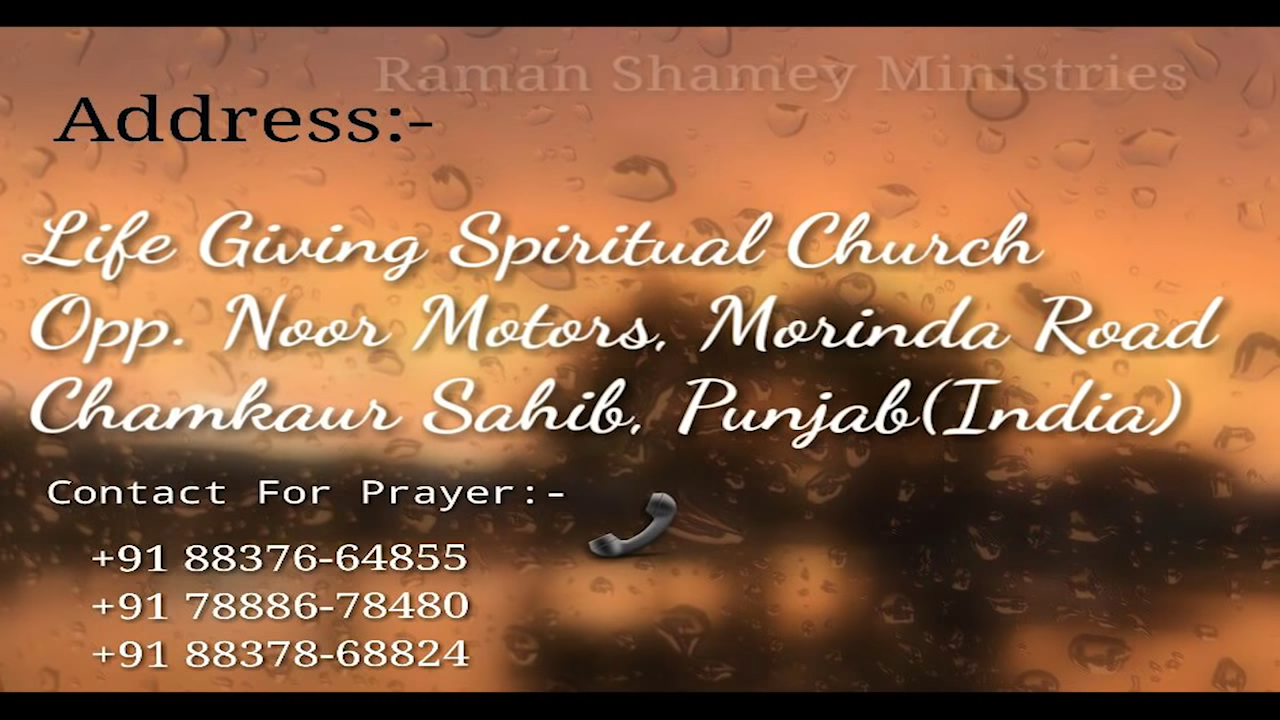 Raman Shamey Ministries
Address:-
Life Giving Spiritual Church
Opp. Noor Motors, Morinda Road
Chamkaur Sahib, Punjab(India)
Contact For Prayer:-
+91 88376-64855
+91 78886-78480
+91 88378-68824